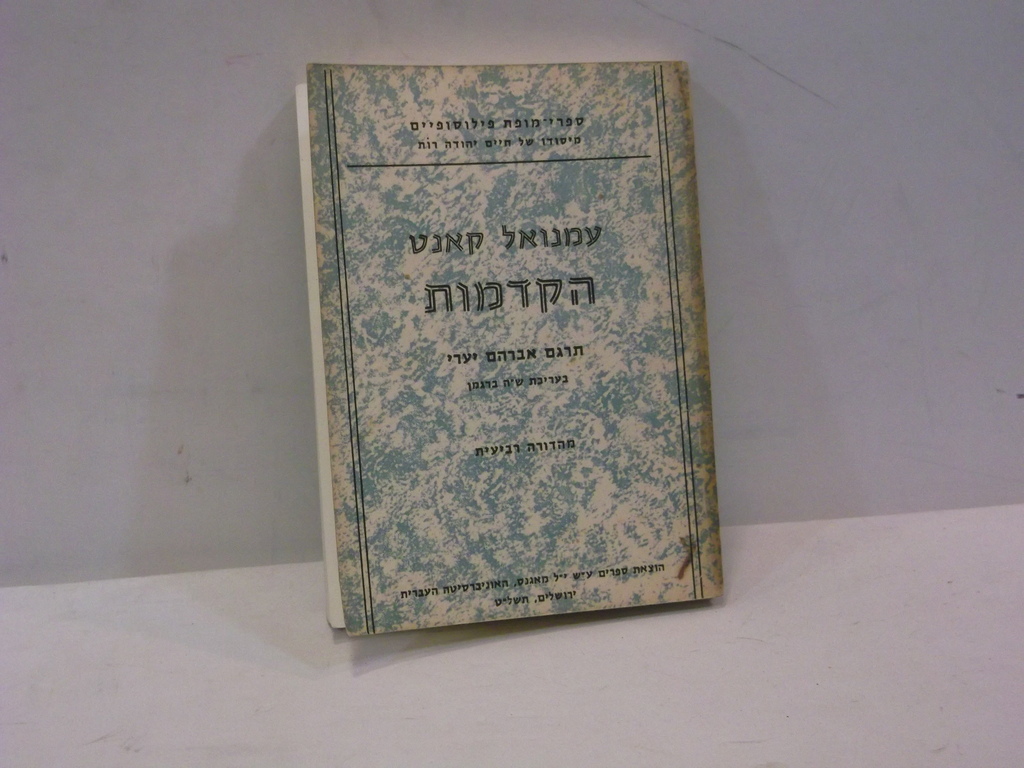 ספרי־מופת פילוסופיים
מיסודו של חיים יהודה רות
עמנואל קאנט
הקדמות
תרגם אברהם יערי
בעריכת ש״ה ברגמן
מהדורה רביעית
הוצאת ספרים ע״ש י״ל מאגנס, האוניברסיטה העברית
ירושלים, תשל״ט